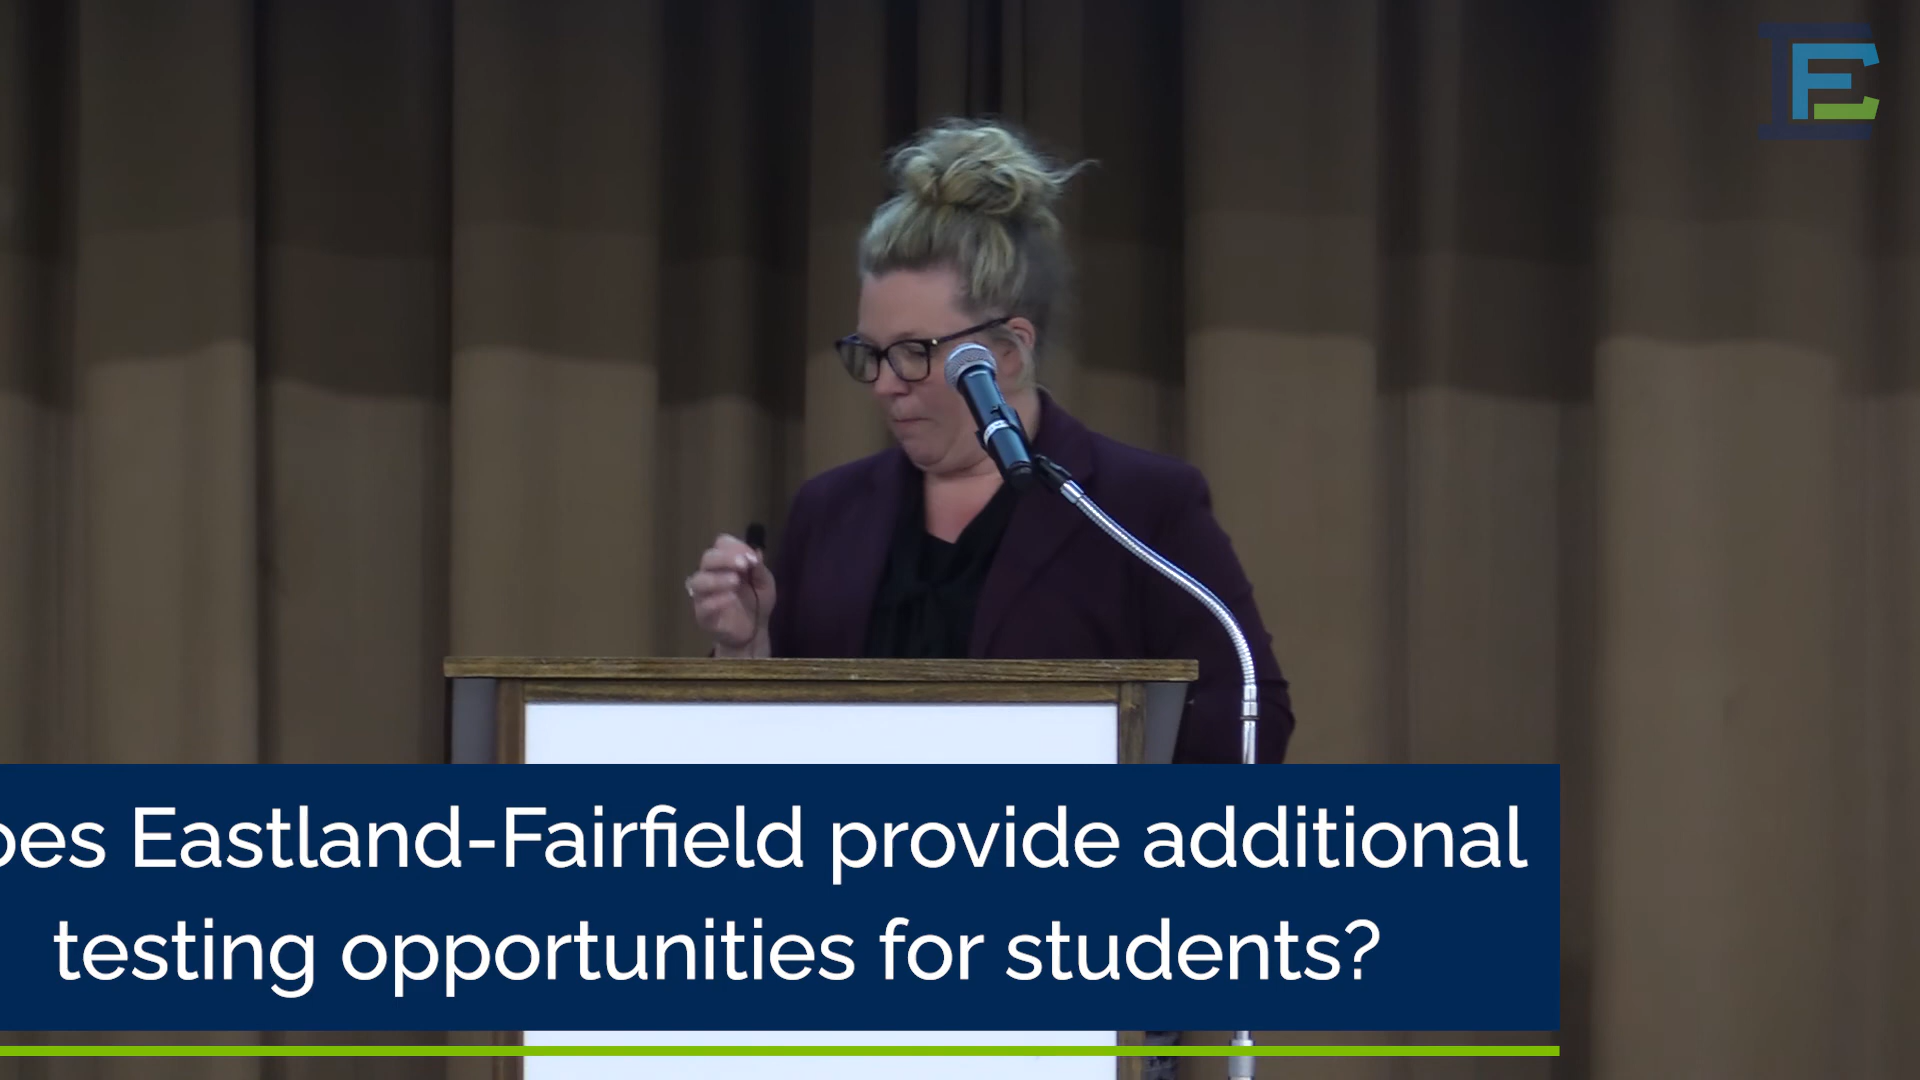 oes Eastland-Fairfield provide additional
testing opportunities for students?